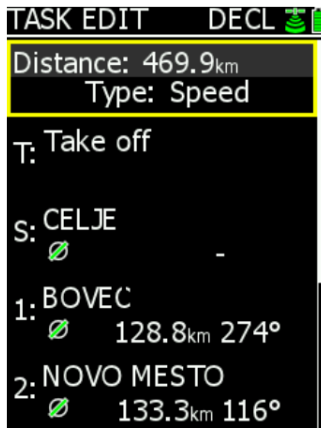 TASK EDIT DECL
Distance: 469.9km
Type: Speed
T: Take off
S: CELJE
-
1: BOVEC
128.8km 274°
2: NOVO MESTO
133.3km 116°